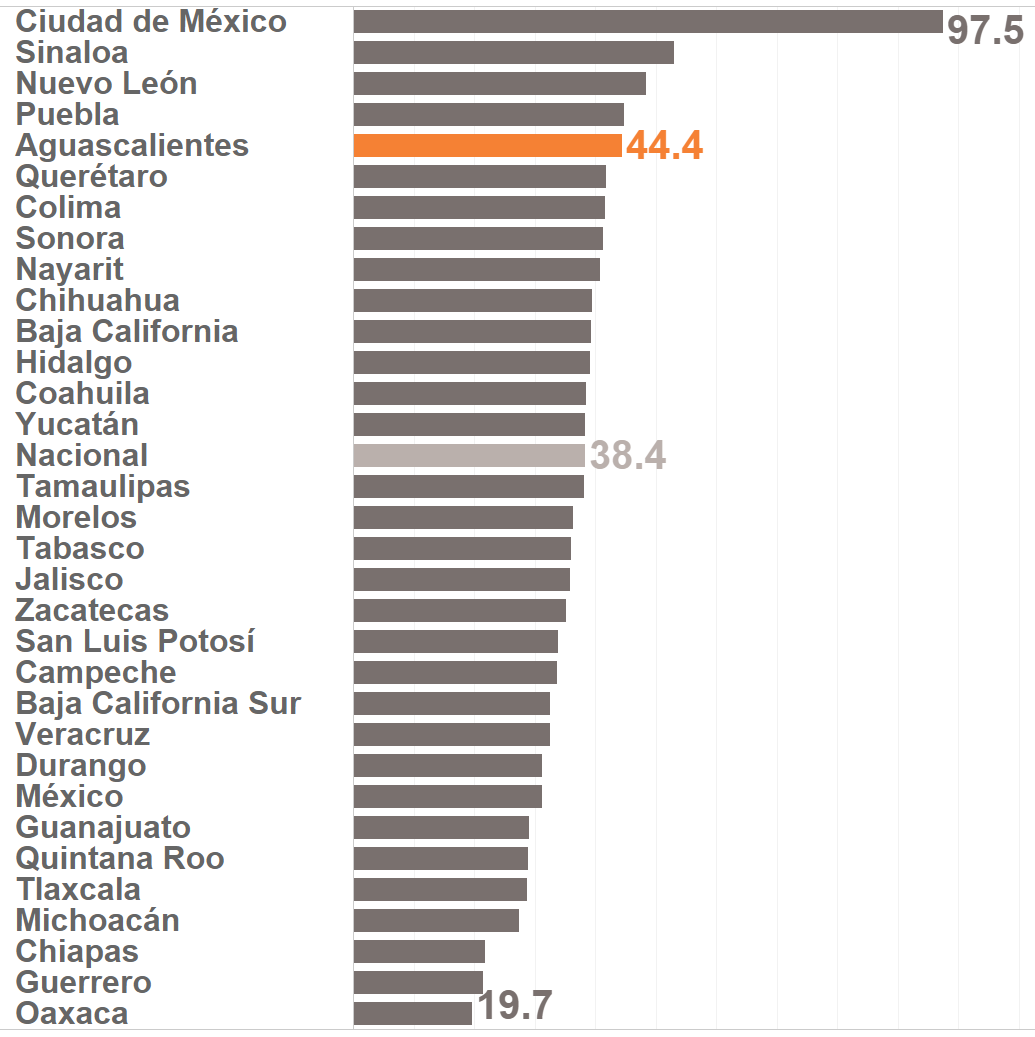 Ciudad de México 97.5
Sinaloa
Nuevo León
Puebla
Aguascalientes 44.4
Querétaro
Colima
Sonora
Nayarit
Chihuahua
Baja California
Hidalgo
Coahuila
Yucatán
Nacional 38.4
Tamaulipas
Morelos
Tabasco
Jalisco
Zacatecas
San Luis Potosí
Campeche
Baja California Sur
Veracruz
Durango
México
Guanajuato
Quintana Roo
Tlaxcala
Michoacán
Chiapas
Guerrero
Oaxaca 19.7